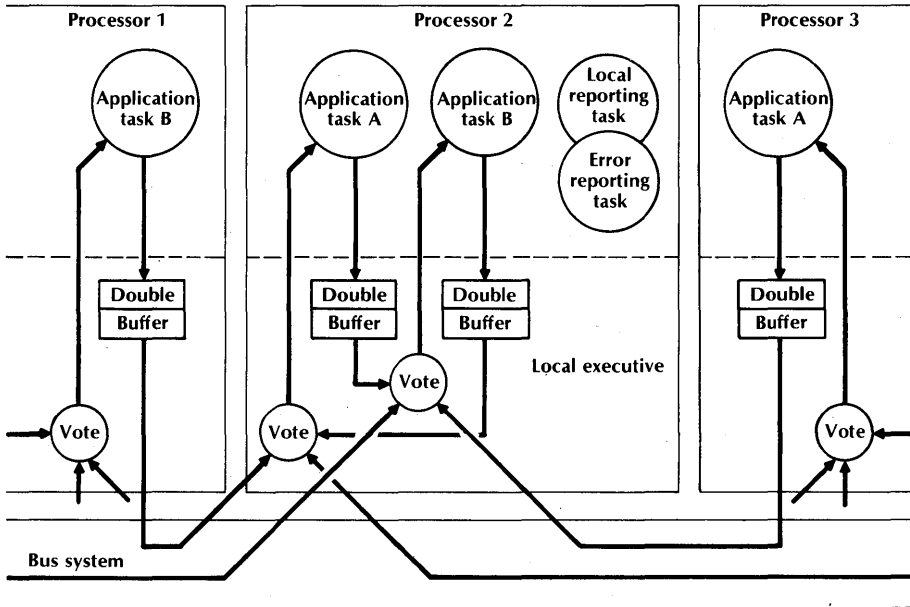 Processor 1
Processor 2
Processor 3
Application
task B
Application
task A
Application
task B
Local
reporting
task
Error
reporting
task
Application
task A
Double
Buffer
Double
Buffer
Double
Buffer
Double
Buffer
Local executive
Vote
Vote
Vote
Vote
Bus system